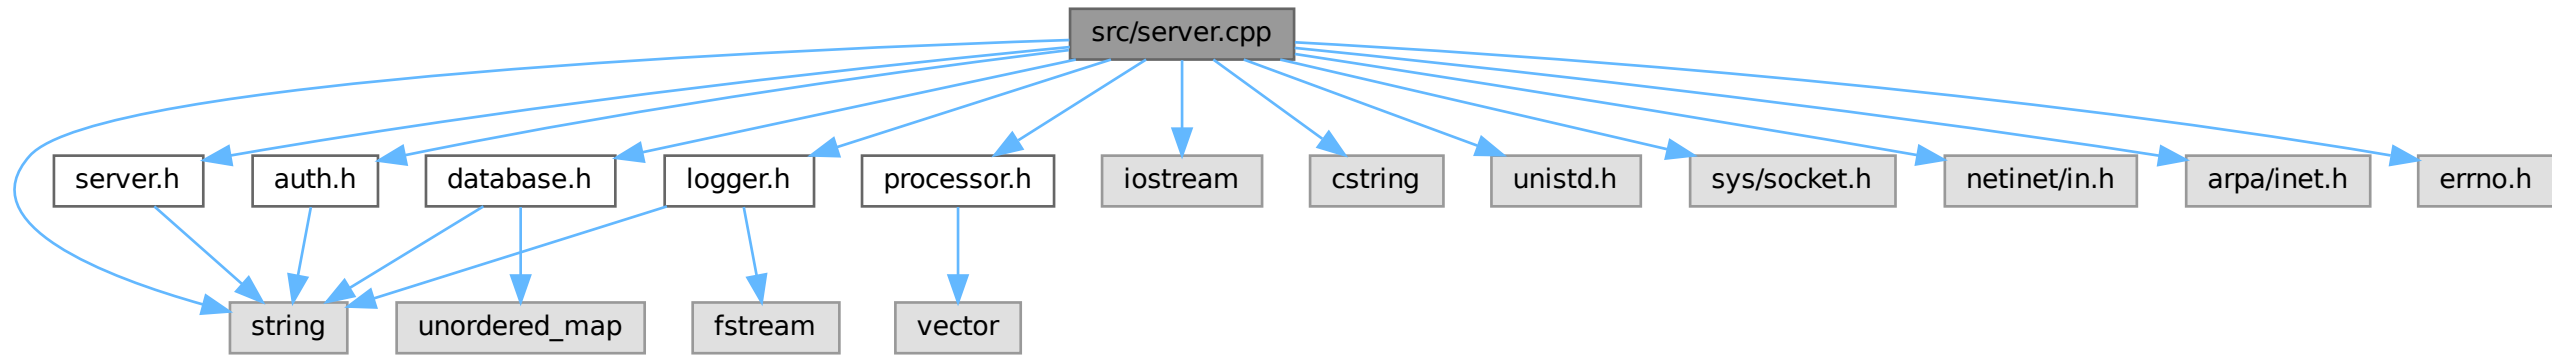 src/server.cpp
server.h
auth.h
database.h
logger.h
processor.h
iostream
cstring
unistd.h
sys/socket.h
netinet/in.h
arpa/inet.h
errno.h
string
unordered_map
fstream
vector